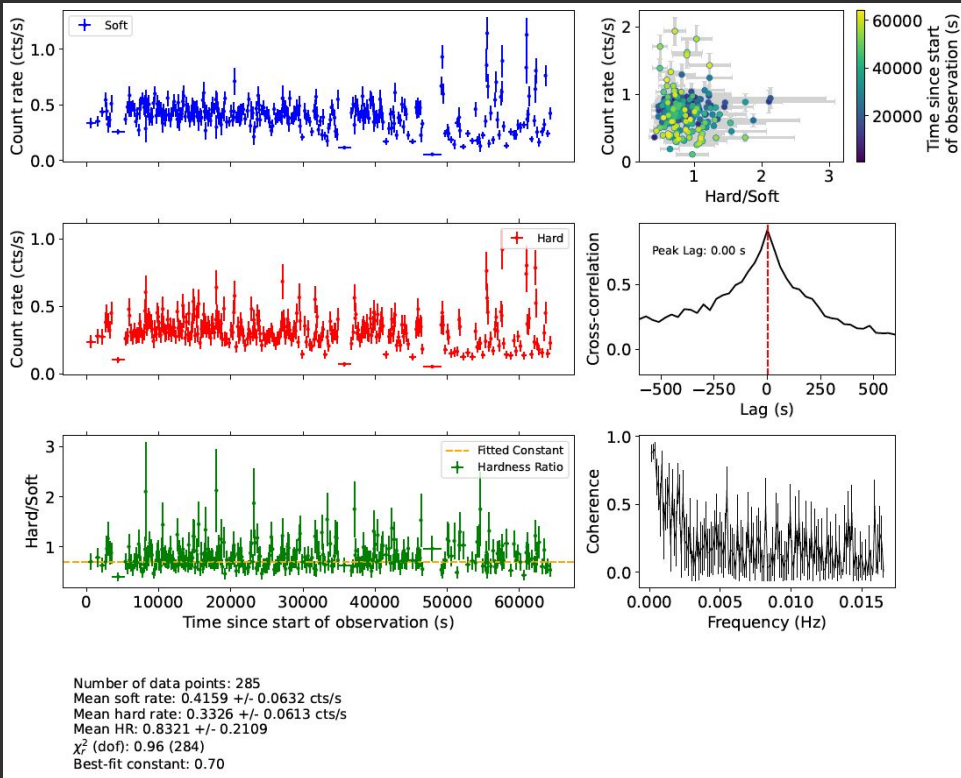 Count rate (cts/s)
1.0
0.5
0.0
Soft
Count rate (cts/s)
2
1
0
1
2
3
Hard/Soft
60000
40000
20000
Time since start
of observation (s)
Count rate (cts/s)
1.0
0.5
0.0
Hard
Cross-correlation
0.5
0.0
Peak Lag: 0.00 s
−500
−250
0
250
500
Lag (s)
Hard/Soft
3
2
1
Fitted Constant
Hardness Ratio
0
10000
20000
30000
40000
50000
60000
Time since start of observation (s)
Coherence
1.0
0.5
0.0
0.000
0.005
0.010
0.015
Frequency (Hz)
Number of data points: 285
Mean soft rate: 0.4159 +/- 0.0632 cts/s
Mean hard rate: 0.3326 +/- 0.0613 cts/s
Mean HR: 0.8321 +/- 0.2109
χ²ᵣ (dof): 0.96 (284)
Best-fit constant: 0.70